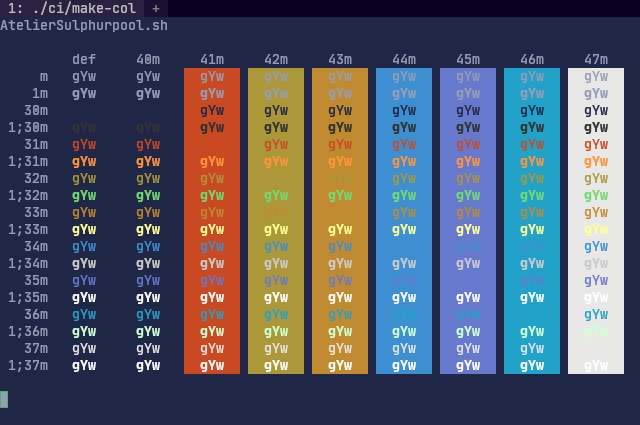 1: ./ci/make-col +
AtelierSulphurpool.sh
def 40m 41m 42m 43m 44m 45m 46m 47m
m gYw gYw gYw gYw gYw gYw gYw gYw gYw
1m gYw gYw gYw gYw gYw gYw gYw gYw gYw
30m gYw gYw gYw gYw gYw gYw gYw
1;30m gYw gYw gYw gYw gYw gYw gYw gYw gYw
31m gYw gYw gYw gYw gYw gYw gYw gYw
1;31m gYw gYw gYw gYw gYw gYw gYw gYw gYw
32m gYw gYw gYw gYw gYw gYw gYw gYw
1;32m gYw gYw gYw gYw gYw gYw gYw gYw gYw
33m gYw gYw gYw gYw gYw gYw gYw gYw
1;33m gYw gYw gYw gYw gYw gYw gYw gYw gYw
34m gYw gYw gYw gYw gYw gYw gYw gYw
1;34m gYw gYw gYw gYw gYw gYw gYw gYw gYw
35m gYw gYw gYw gYw gYw gYw gYw gYw
1;35m gYw gYw gYw gYw gYw gYw gYw gYw gYw
36m gYw gYw gYw gYw gYw gYw gYw gYw
1;36m gYw gYw gYw gYw gYw gYw gYw gYw gYw
37m gYw gYw gYw gYw gYw gYw gYw gYw
1;37m gYw gYw gYw gYw gYw gYw gYw gYw gYw